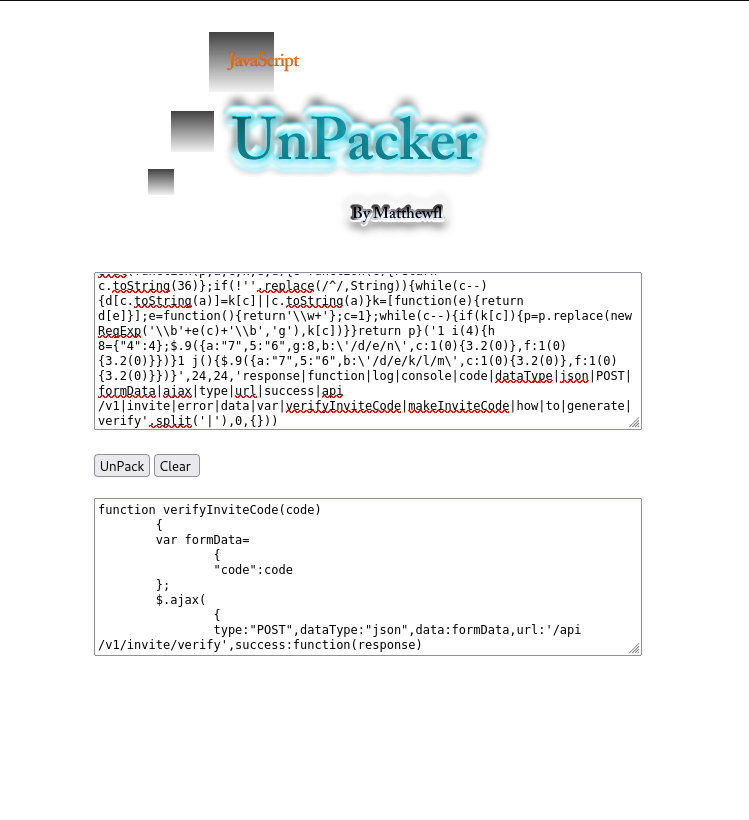 JavaScript
UnPacker
By Matthewfl
c.toString(36)};if(!''.replace(/^/,String)){while(c--)
{d[c.toString(a)]=k[c]||c.toString(a)}k=[function(e){return
d[e]}];e=function(){return'\\w+'};c=1};while(c--){if(k[c]){p=p.replace(new
RegExp('\\b'+e(c)+'\\b','g'),k[c])}}return p}('1 i(4){h
8={"4":4};$.9({a:"7",5:"6",g:8,b:\'/d/e/n\',c:1(0){3.2(0)},f:1(0)
{3.2(0)}})}1 j(){$.9({a:"7",5:"6",b:\'/d/e/k/l/m\',c:1(0){3.2(0)},f:1(0)
{3.2(0)}})}',24,24,'response|function|log|console|code|dataType|json|POST|
formData|ajax|type|url|success|api
/v1|invite|error|data|var|verifyInviteCode|makeInviteCode|how|to|generate|
verify'.split('|'),0,{}))
UnPack Clear
function verifyInviteCode(code)
{
var formData=
{
"code":code
};
$.ajax(
{
type:"POST",dataType:"json",data:formData,url:'/api
/v1/invite/verify',success:function(response)